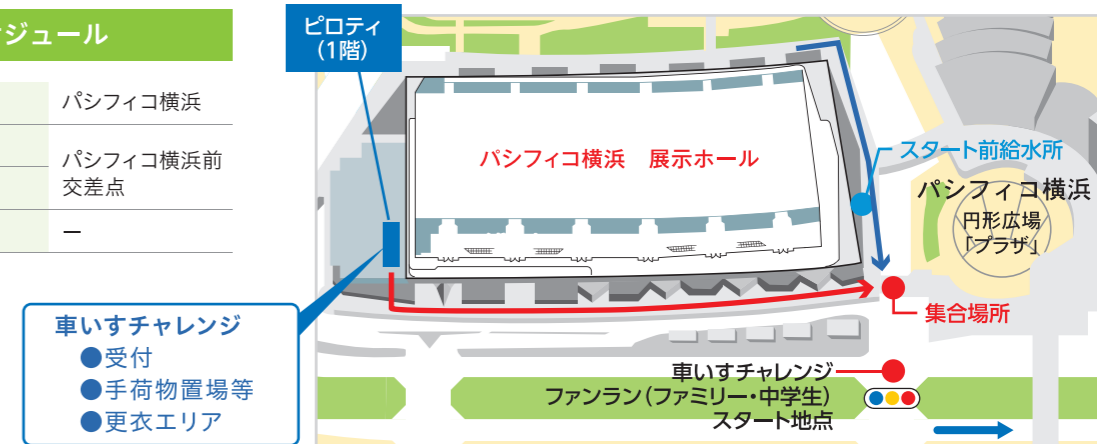 ジュール
パシフィコ横浜
パシフィコ横浜前
交差点
ー
ピロティ
(1階)
パシフィコ横浜　展示ホール
スタート前給水所
パシフィコ横浜
円形広場
「プラザ」
集合場所
車いすチャレンジ
●受付
●手荷物置場等
●更衣エリア
車いすチャレンジ
ファンラン(ファミリー・中学生)
スタート地点